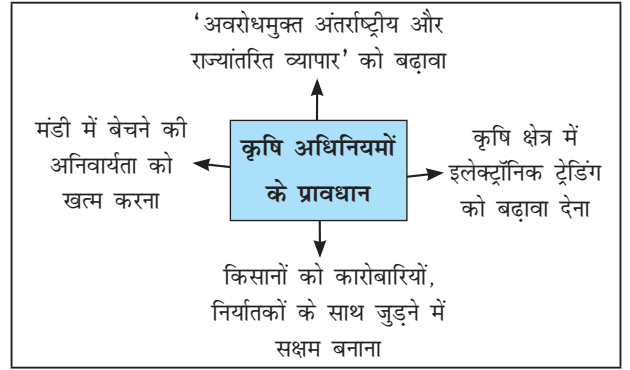 ‘अवरोधमुक्त अंतर्राष्ट्रीय और
राज्यांतरित व्यापार’ को बढ़ावा
मंडी में बेचने की
अनिवार्यता को
खत्म करना
कृषि अधिनियमों
के प्रावधान
कृषि क्षेत्र में
इलेक्ट्रॉनिक ट्रेडिंग
को बढ़ावा देना
किसानों को कारोबारियों,
निर्यातकों के साथ जुड़ने में
सक्षम बनाना